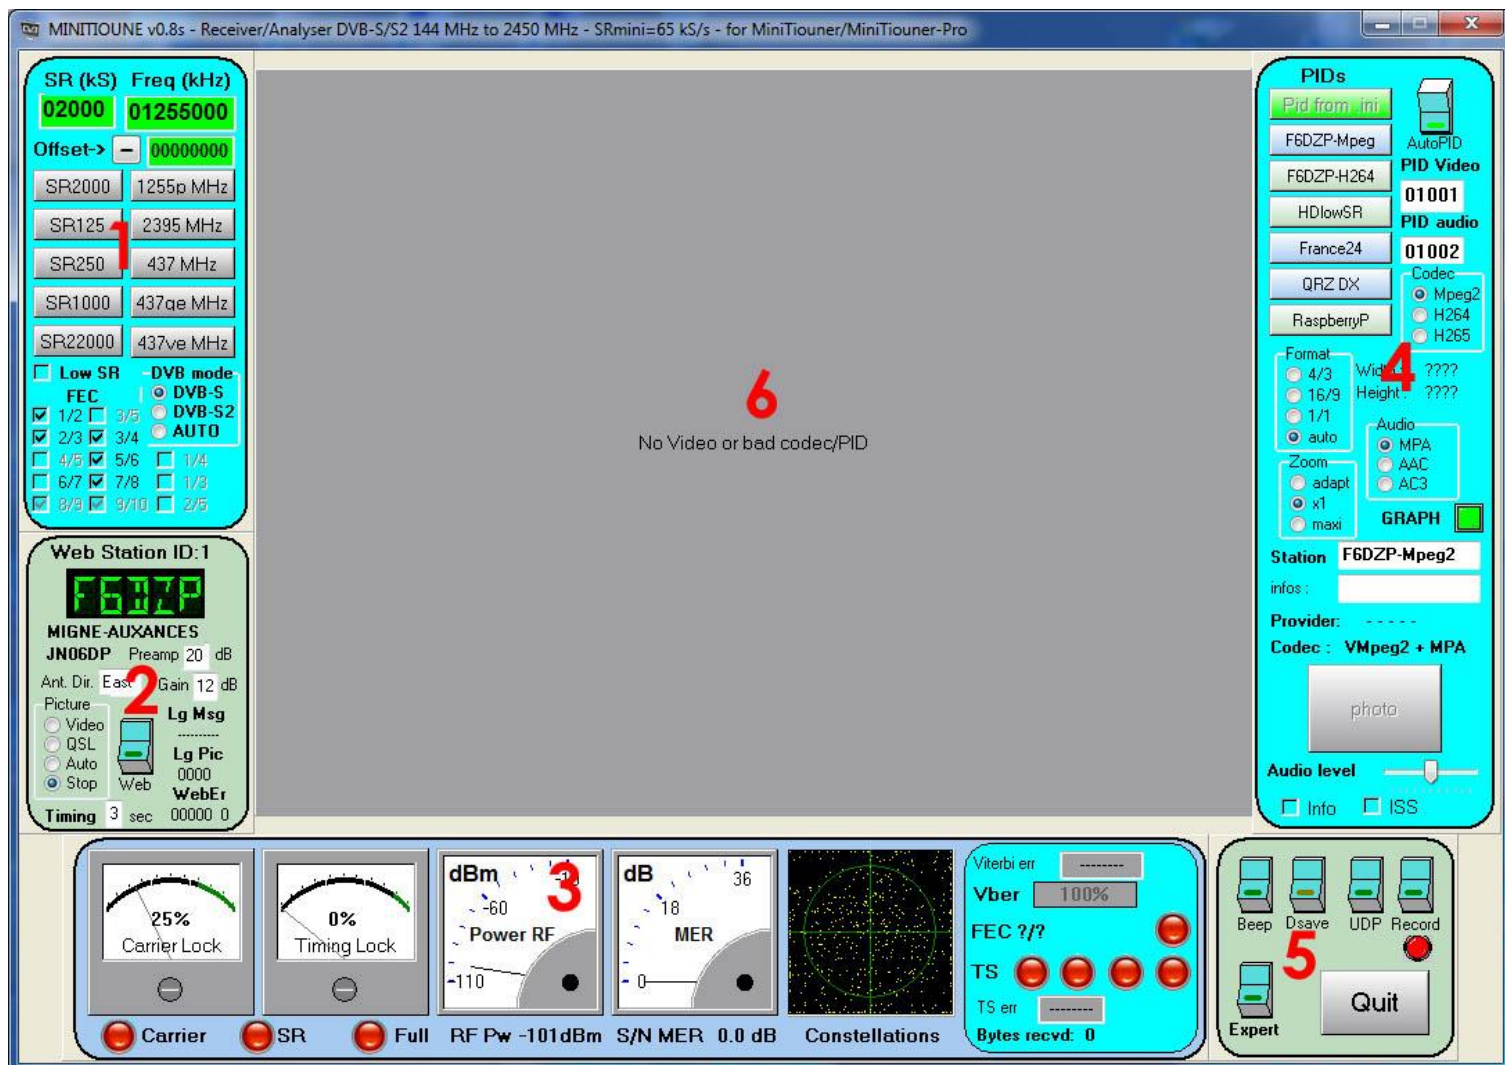 MINITIOUNE v0.8s - Receiver/Analyser DVB-S/S2 144 MHz to 2450 MHz - SRmini=65 kS/s - for MiniTiouner/MiniTiouner-Pro
SR (kS) Freq (kHz)
02000 01255000
Offset-> - 00000000
SR2000 1255p MHz
SR125 2395 MHz
1
SR250 437 MHz
SR1000 437qe MHz
SR22000 437ve MHz
Low SR DVB mode
FEC DVB-S
1/2 3/5 DVB-S2
2/3 3/4 AUTO
4/5 5/6 1/4
6/7 7/8 1/3
8/9 9/10 2/5
Web Station ID:1
F6DZP
MIGNE-AUXANCES
JN06DP Preamp 20 dB
Ant. Dir. East Gain 12 dB
2
Picture
Video
QSL
Auto
Stop
Web
Lg Msg
----------
Lg Pic
0000
WebEr
Timing 3 sec 00000 0
6
No Video or bad codec/PID
PIDs
Pid from .ini
F6DZP-Mpeg
F6DZP-H264
HDlowSR
France24
QRZ DX
RaspberryP
AutoPID
PID Video
01001
PID audio
01002
Codec
Mpeg2
H264
H265
4
Format
4/3
16/9
1/1
auto
Width : ????
Height : ????
Audio
MPA
AAC
AC3
Zoom
adapt
x1
maxi
GRAPH
Station F6DZP-Mpeg2
infos :
Provider: - - - - -
Codec : VMpeg2 + MPA
photo
Audio level
Info ISS
25%
Carrier Lock
0%
Timing Lock
dBm -10
-60
Power RF
-110
3
dB 36
18
MER
0
Carrier SR Full RF Pw -101dBm S/N MER 0.0 dB Constellations
Viterbi err --------
Vber 100%
FEC ?/?
TS
TS err --------
Bytes recvd: 0
Beep Dsave UDP Record
5
Expert
Quit